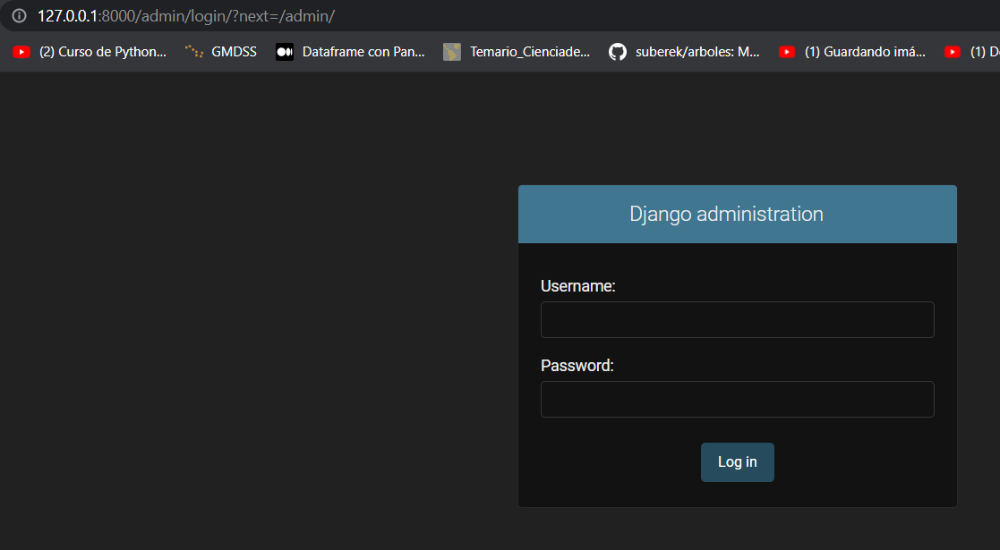 127.0.0.1:8000/admin/login/?next=/admin/
(2) Curso de Python... GMDSS Dataframe con Pan... Temario_Cienciade... suberek/arboles: M... (1) Guardando imá... (1) D
Django administration
Username:
Password:
Log in